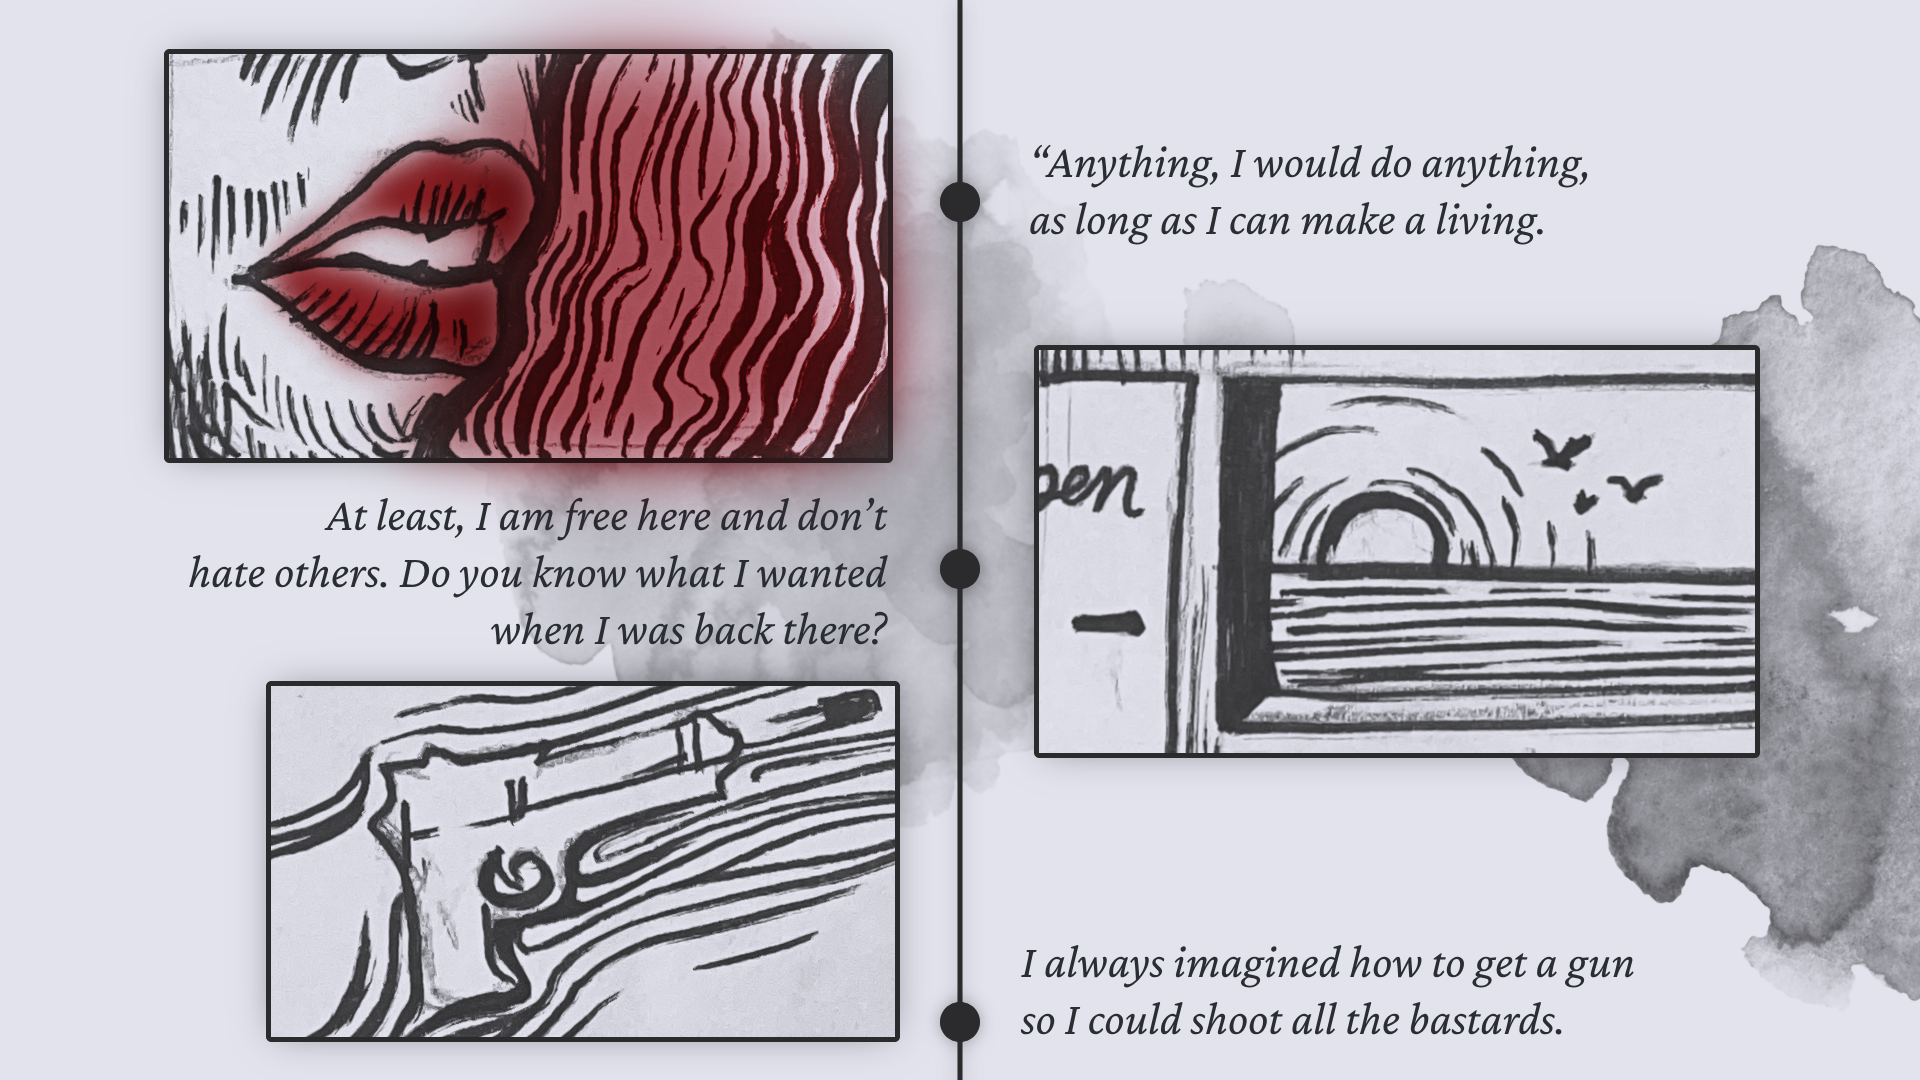 “Anything, I would do anything,
as long as I can make a living.
At least, I am free here and don’t
hate others. Do you know what I wanted
when I was back there?
pen
I always imagined how to get a gun
so I could shoot all the bastards.